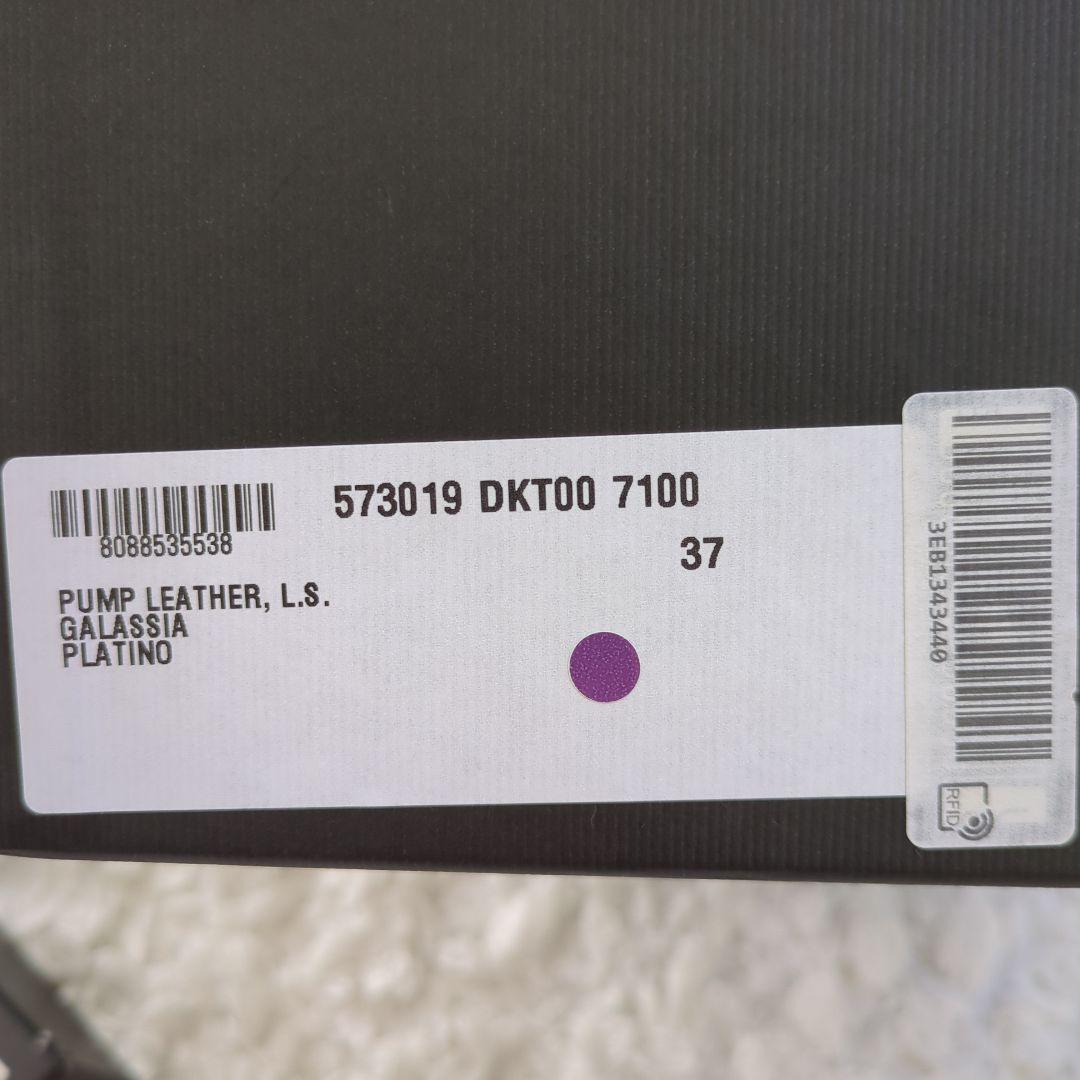 573019 DKT00 7100
8088535538
37
PUMP LEATHER, L.S.
GALASSIA
PLATINO
3EB1343440
RFID